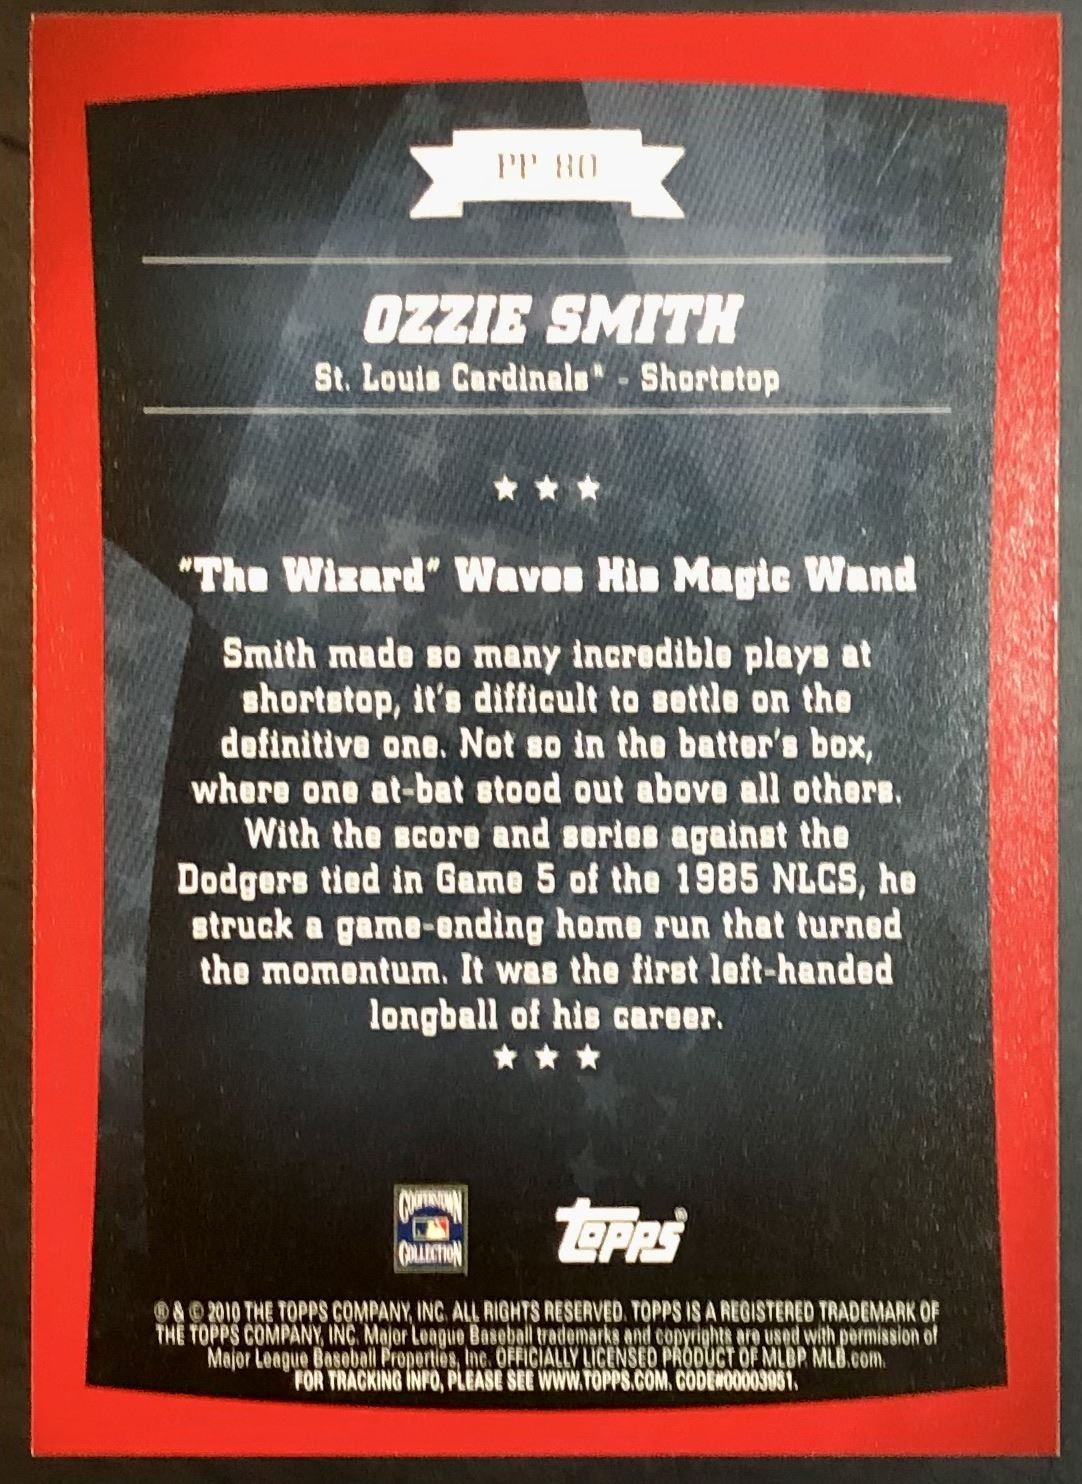 PP-80
OZZIE SMITH
St. Louis Cardinals® - Shortstop
"The Wizard" Waves His Magic Wand
Smith made so many incredible plays at
shortstop, it's difficult to settle on the
definitive one. Not so in the batter's box,
where one at-bat stood out above all others.
With the score and series against the
Dodgers tied in Game 5 of the 1985 NLCS, he
struck a game-ending home run that turned
the momentum. It was the first left-handed
longball of his career.
COOPERSTOWN
COLLECTION
topps®
® & © 2010 THE TOPPS COMPANY, INC. ALL RIGHTS RESERVED. TOPPS IS A REGISTERED TRADEMARK OF
THE TOPPS COMPANY, INC. Major League Baseball trademarks and copyrights are used with permission of
Major League Baseball Properties, Inc. OFFICIALLY LICENSED PRODUCT OF MLBP. MLB.com.
FOR TRACKING INFO, PLEASE SEE WWW.TOPPS.COM. CODE#00003951.